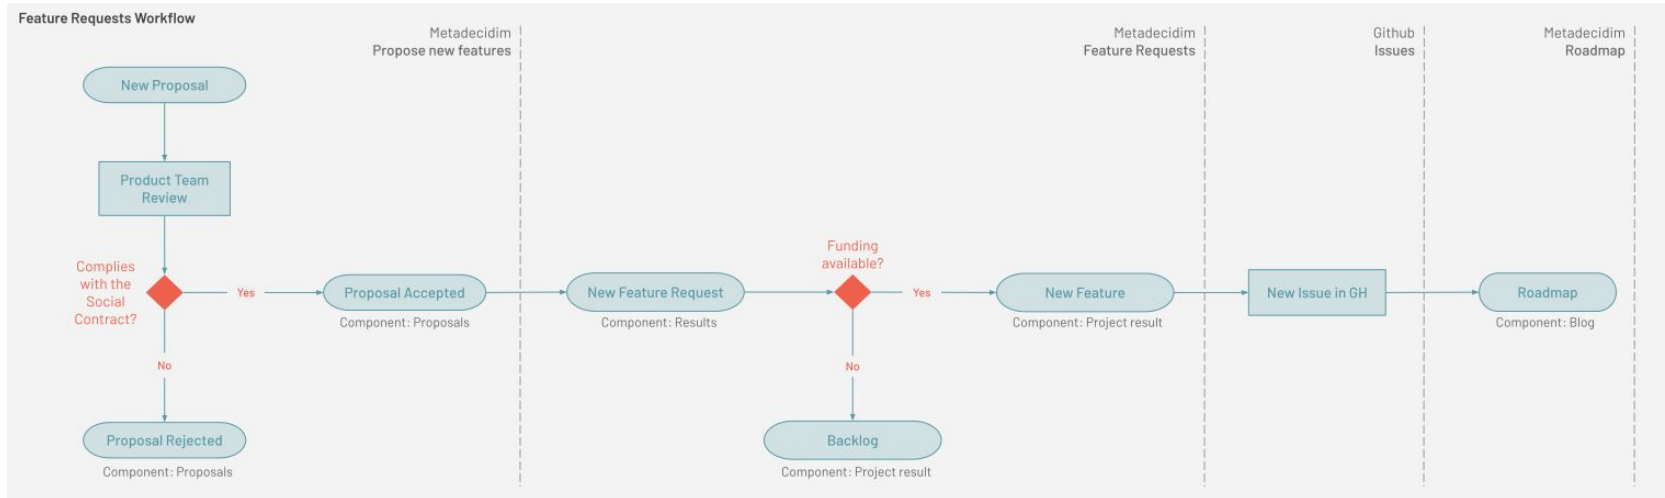 Feature Requests Workflow
Metadecidim
Propose new features
Metadecidim
Feature Requests
Github
Issues
Metadecidim
Roadmap
New Proposal
Product Team
Review
Complies
with the
Social
Contract?
Yes
No
Proposal Rejected
Component: Proposals
Proposal Accepted
Component: Proposals
New Feature Request
Component: Results
Funding
available?
Yes
No
Backlog
Component: Project result
New Feature
Component: Project result
New Issue in GH
Roadmap
Component: Blog